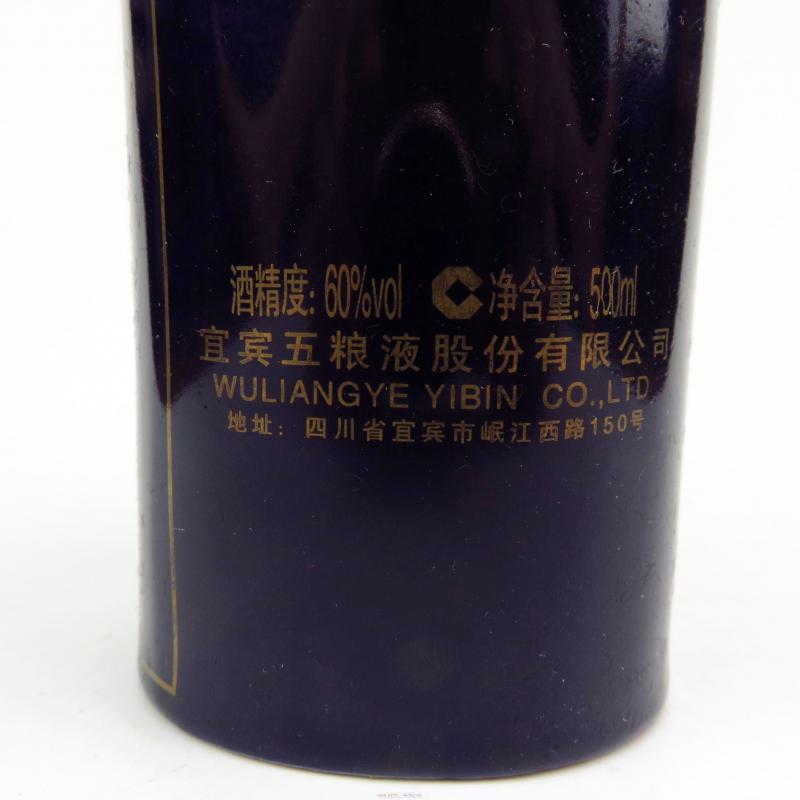 酒精度: 60%vol 净含量: 500ml
宜宾五粮液股份有限公司
WULIANGYE YIBIN CO.,LTD
地址: 四川省宜宾市岷江西路150号